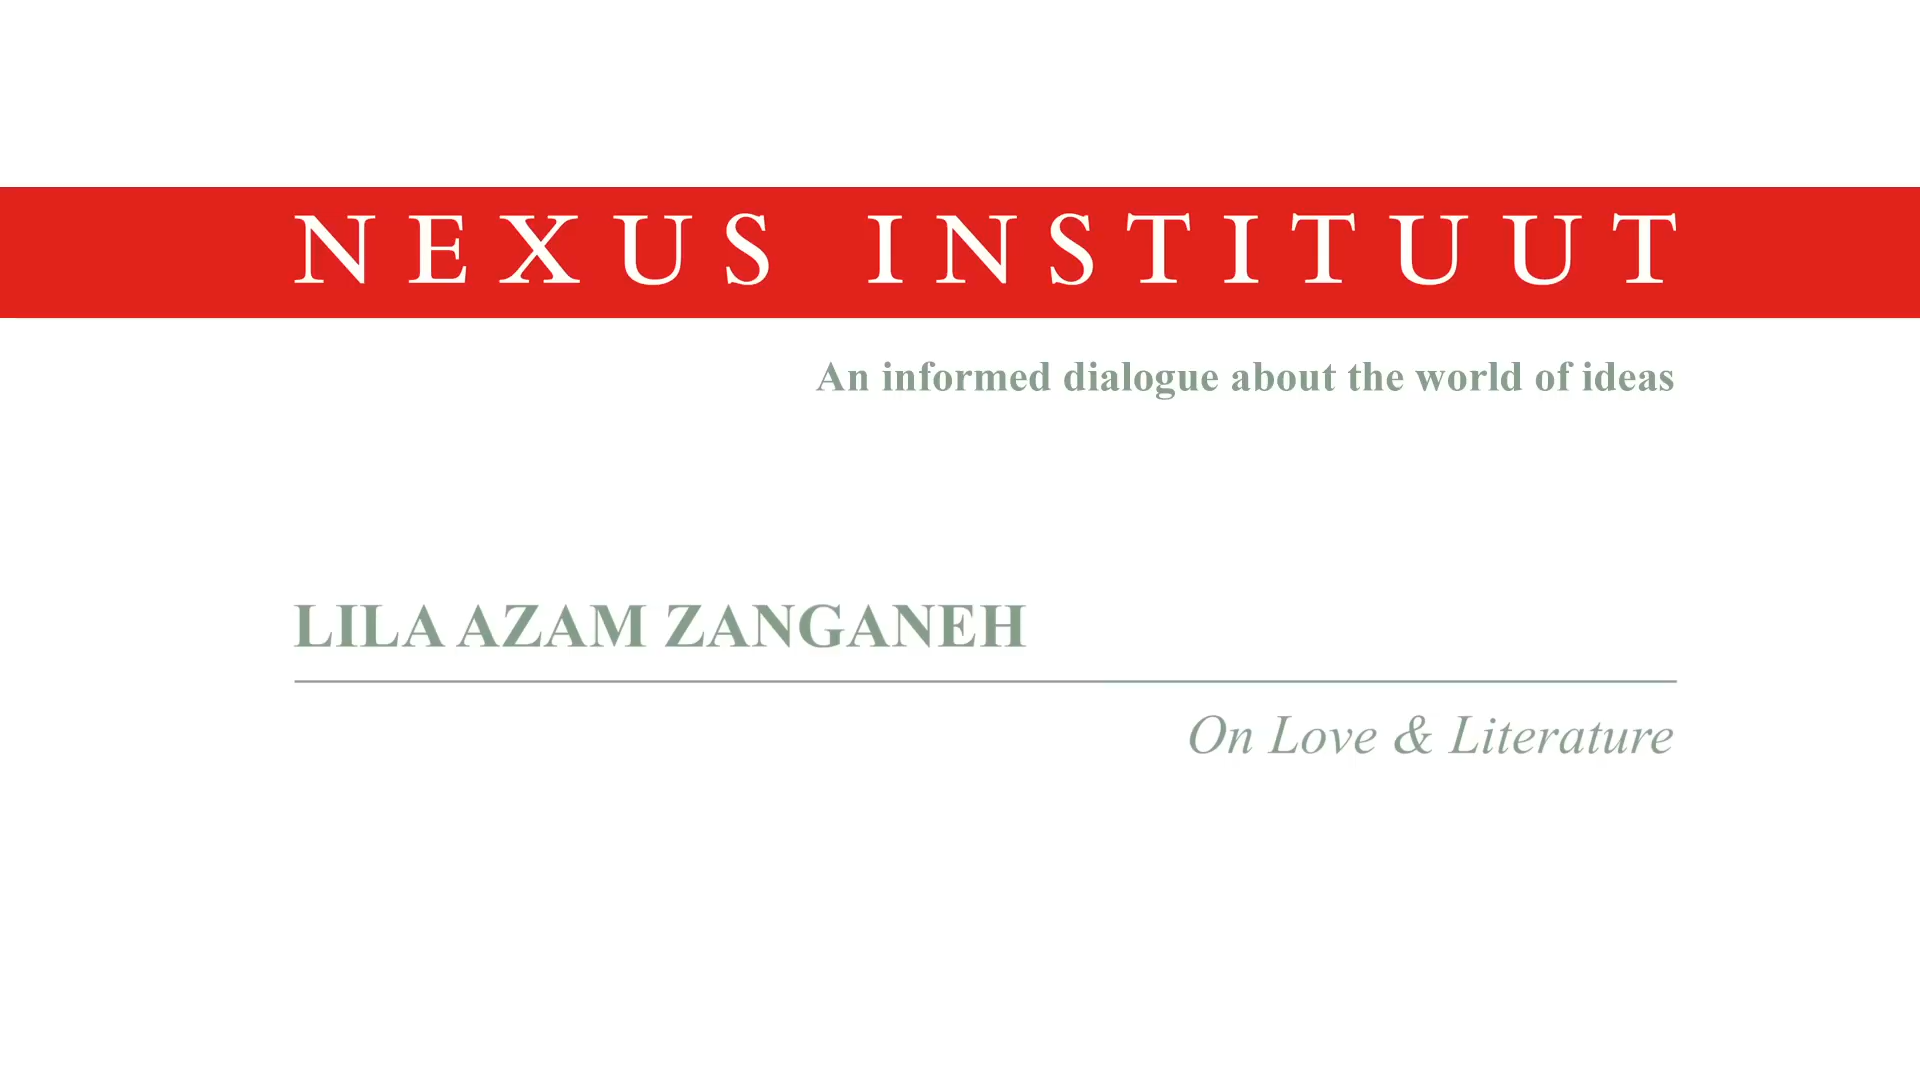 NEXUS INSTITUUT
An informed dialogue about the world of ideas
LILA AZAM ZANGANEH
On Love & Literature